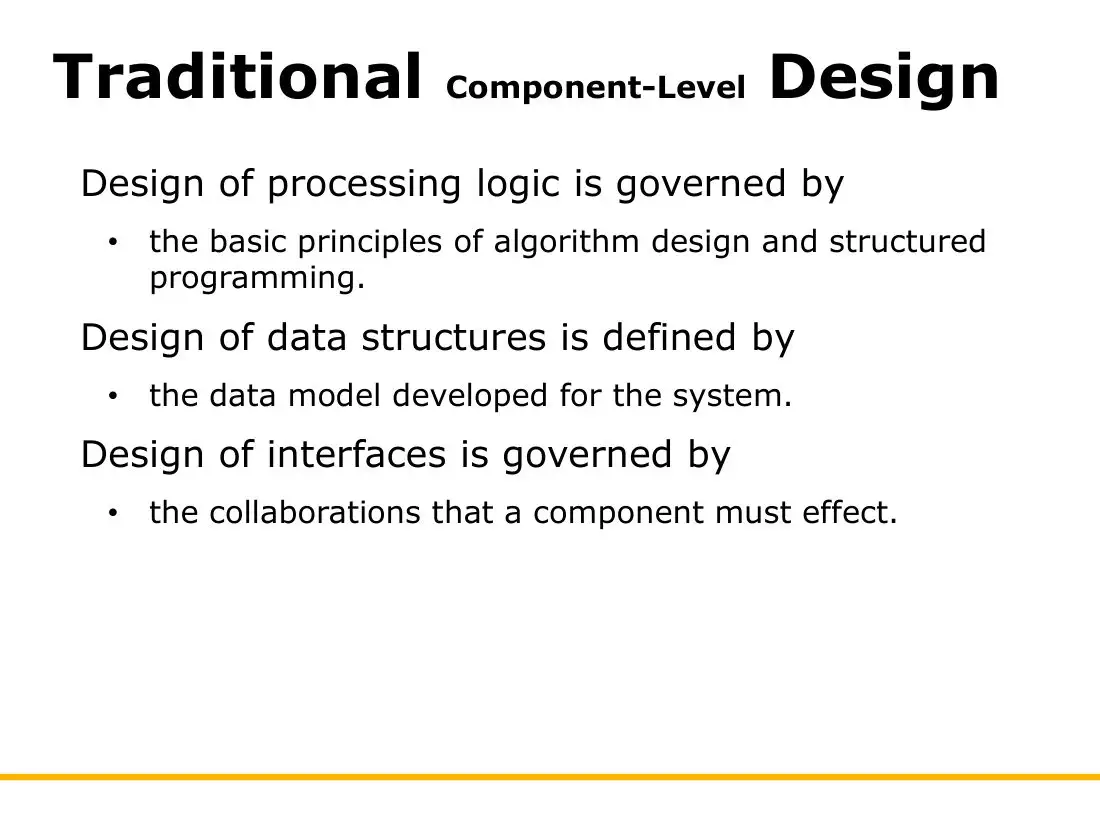 Traditional Component-Level Design
Design of processing logic is governed by
• the basic principles of algorithm design and structured
programming.
Design of data structures is defined by
• the data model developed for the system.
Design of interfaces is governed by
• the collaborations that a component must effect.